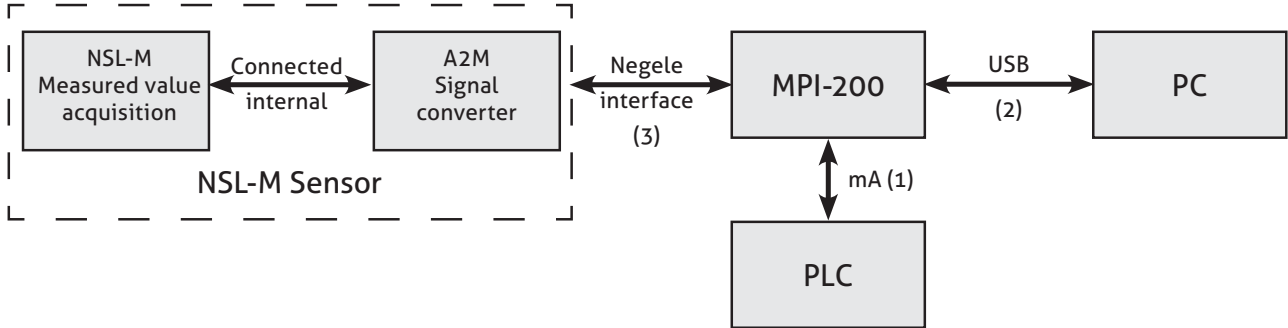 NSL-M
Measured value
acquisition
Connected
internal
A2M
Signal
converter
NSL-M Sensor
Negele
interface
(3)
MPI-200
USB
(2)
PC
mA (1)
PLC